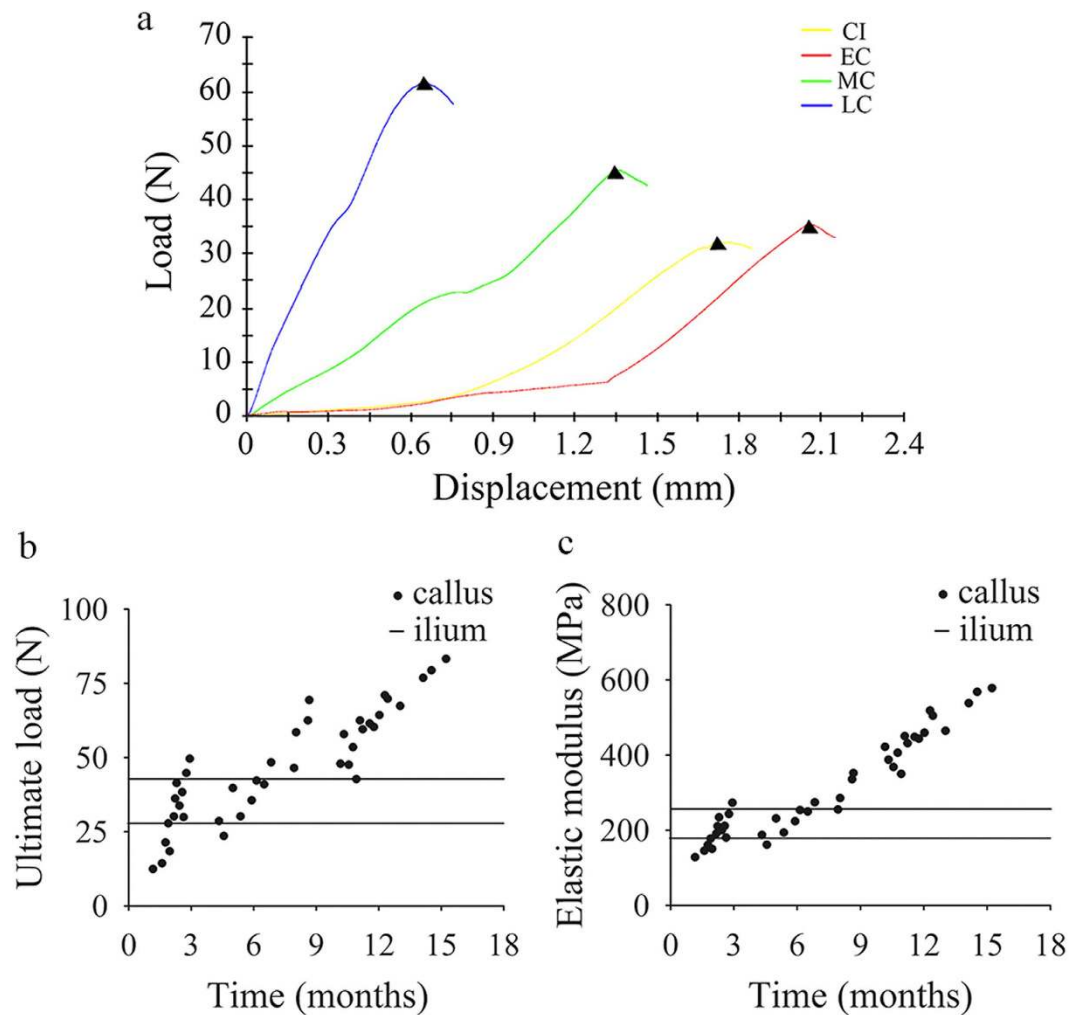 a
70
60
50
40
30
20
10
0
Load (N)
CI
EC
MC
LC
0 0.3 0.6 0.9 1.2 1.5 1.8 2.1 2.4
Displacement (mm)
b
100
75
50
25
0
Ultimate load (N)
callus
ilium
0 3 6 9 12 15 18
Time (months)
c
800
600
400
200
0
Elastic modulus (MPa)
callus
ilium
0 3 6 9 12 15 18
Time (months)